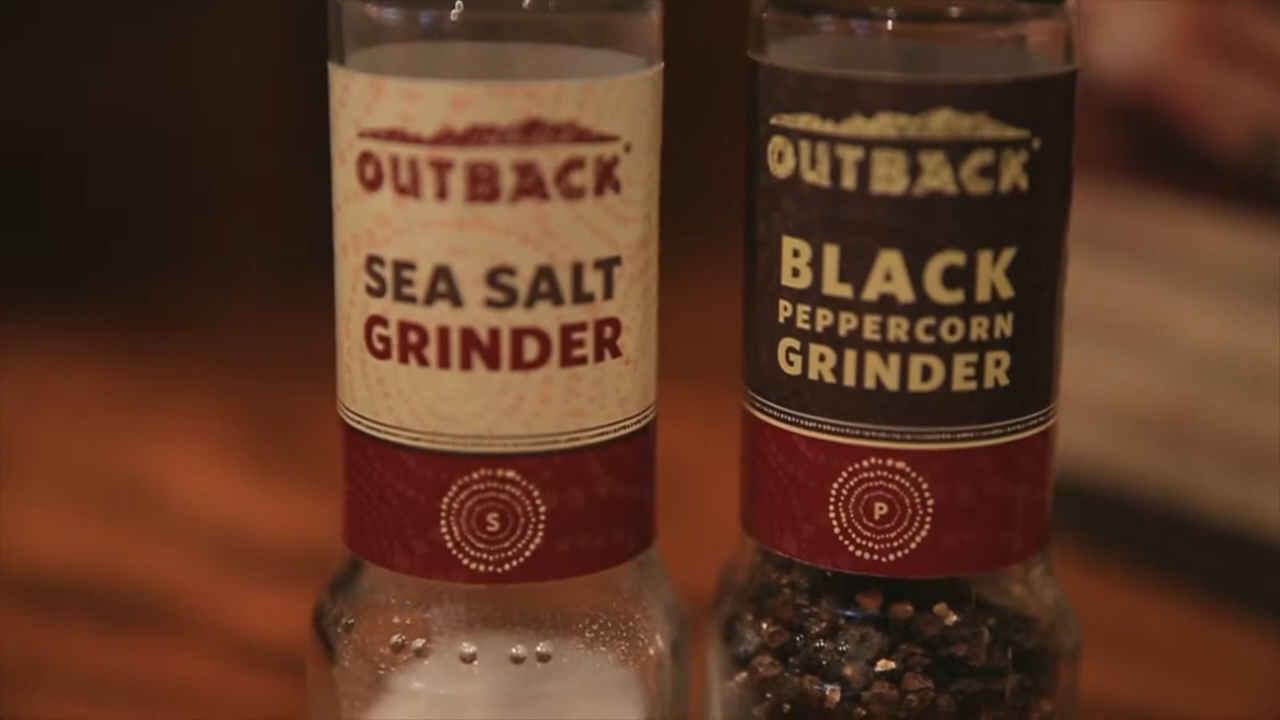 OUTBACK
SEA SALT
GRINDER
S
OUTBACK
BLACK
PEPPERCORN
GRINDER
P